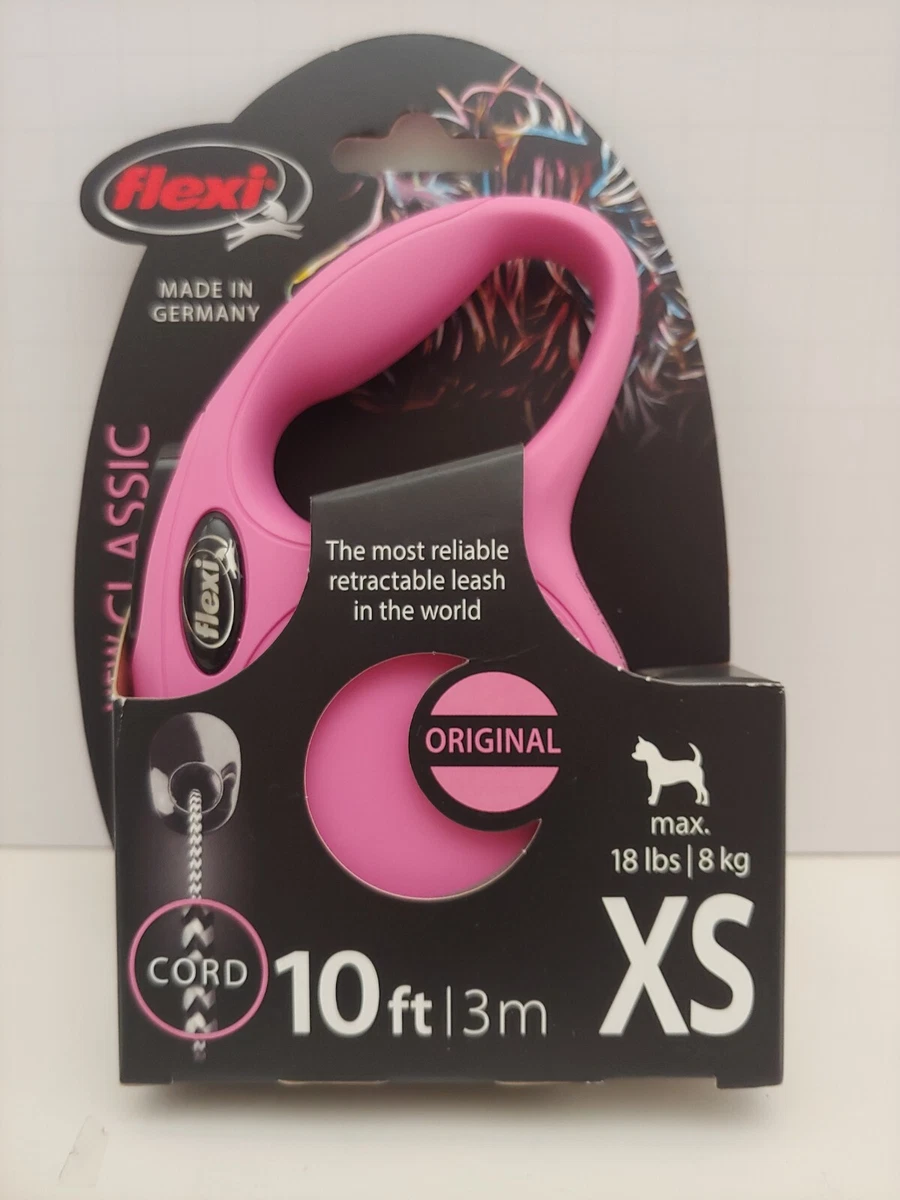 flexi
MADE IN
GERMANY
NEW CLASSIC
flexi
The most reliable
retractable leash
in the world
ORIGINAL
max.
18 lbs | 8 kg
XS
CORD
10 ft | 3m